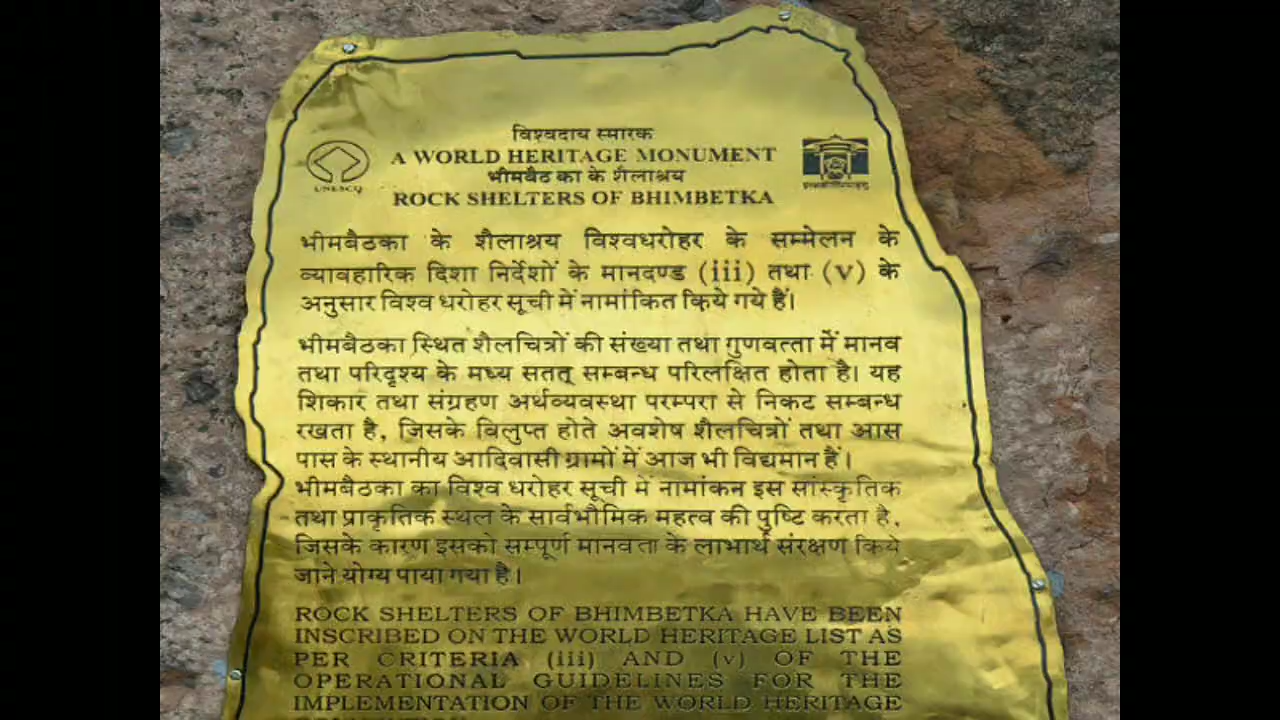 विश्वदाय स्मारक
A WORLD HERITAGE MONUMENT
भीमबैठका के शैलाश्रय
ROCK SHELTERS OF BHIMBETKA
UNESCO
भीमबैठका के शैलाश्रय विश्वधरोहर के सम्मेलन के
व्यावहारिक दिशा निर्देशों के मानदण्ड (iii) तथा (v) के
अनुसार विश्व धरोहर सूची में नामांकित किये गये हैं।
भीमबैठका स्थित शैलचित्रों की संख्या तथा गुणवत्ता में मानव
तथा परिदृश्य के मध्य सतत् सम्बन्ध परिलक्षित होता है। यह
शिकार तथा संग्रहण अर्थव्यवस्था परम्परा से निकट सम्बन्ध
रखता है, जिसके विलुप्त होते अवशेष शैलचित्रों तथा आस
पास के स्थानीय आदिवासी ग्रामों में आज भी विद्यमान हैं।
भीमबैठका का विश्व धरोहर सूची में नामांकन इस सांस्कृतिक
तथा प्राकृतिक स्थल के सार्वभौमिक महत्व की पुष्टि करता है,
जिसके कारण इसको सम्पूर्ण मानवता के लाभार्थ संरक्षण किये
जाने योग्य पाया गया है।
ROCK SHELTERS OF BHIMBETKA HAVE BEEN
INSCRIBED ON THE WORLD HERITAGE LIST AS
PER CRITERIA (iii) AND (v) OF THE
OPERATIONAL GUIDELINES FOR THE
IMPLEMENTATION OF THE WORLD HERITAGE